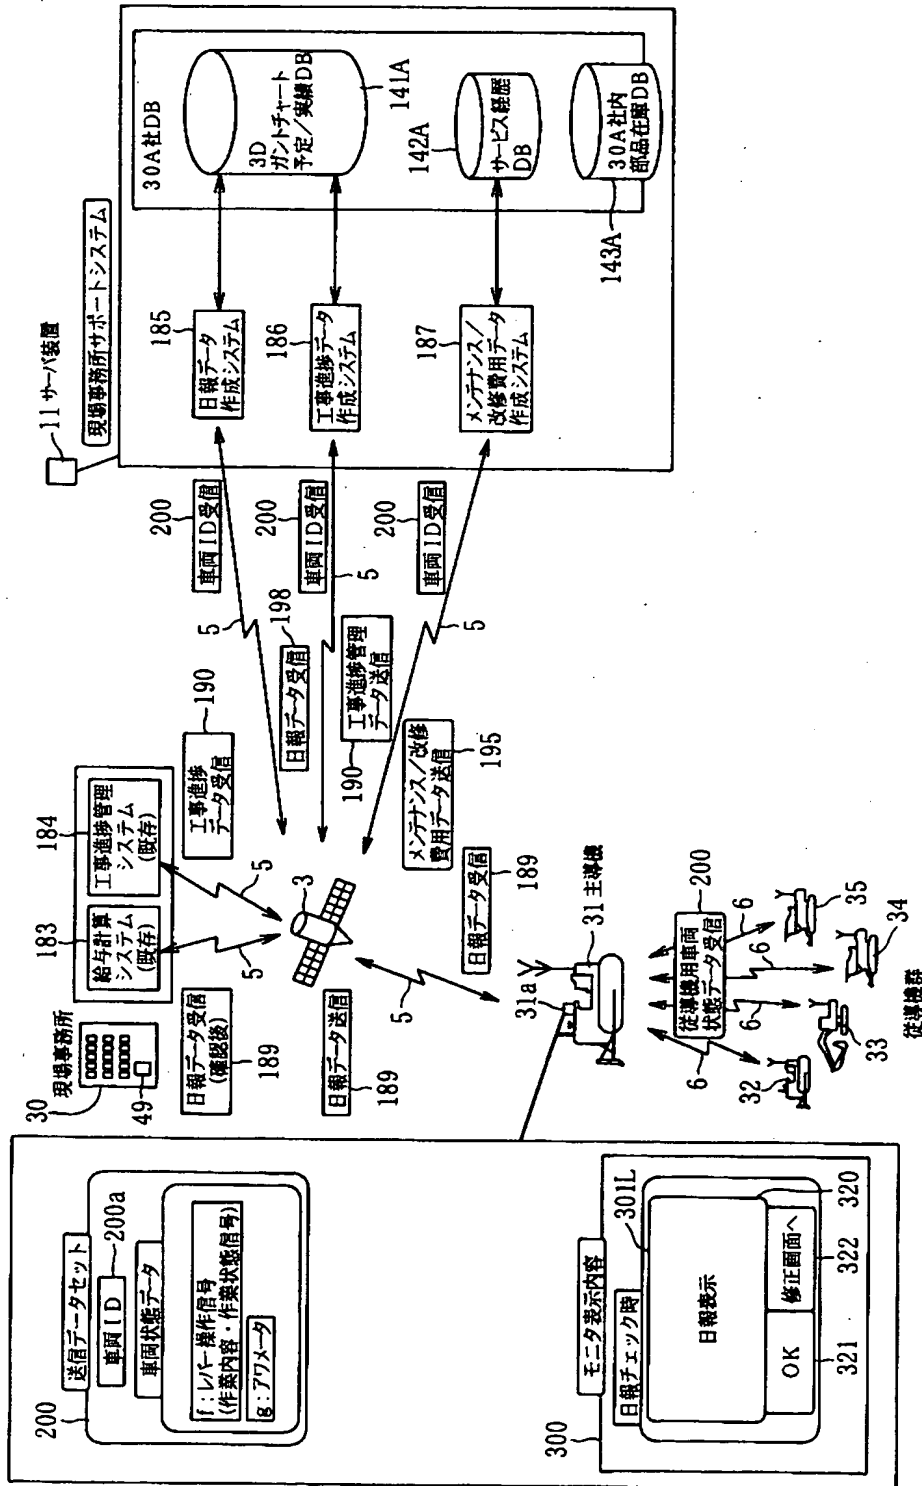 200
送信データセット
車両ID
200a
車両状態データ
f:レバー操作信号
(作業内容・作業状態信号)
g:アワメータ
300
モニタ表示内容
日報チェック時
301L
日報表示
320
OK
修正画面へ
321
322
30
現場事務所
49
183
給与計算
システム
(既存)
184
工事進捗管理
システム
(既存)
日報データ受信
(確認後)
189
5
5
工事進捗
データ受信
190
日報データ送信
189
3
5
日報データ受信
189
31a
31 主導機
従導機用車両
状態データ受信
200
6
6
6
6
32
33
34
35
従導機群
5
日報データ受信
198
工事進捗管理
データ送信
190
5
メンテナンス/改修
費用データ送信
195
5
200
車両ID受信
200
車両ID受信
200
車両ID受信
11 サーバ装置
現場事務所サポートシステム
日報データ
作成システム
185
工事進捗データ
作成システム
186
メンテナンス/
改修費用データ
作成システム
187
30A社DB
3D
ガントチャート
予定/実績DB
141A
142A
サービス経歴
DB
30A社内
部品在庫DB
143A